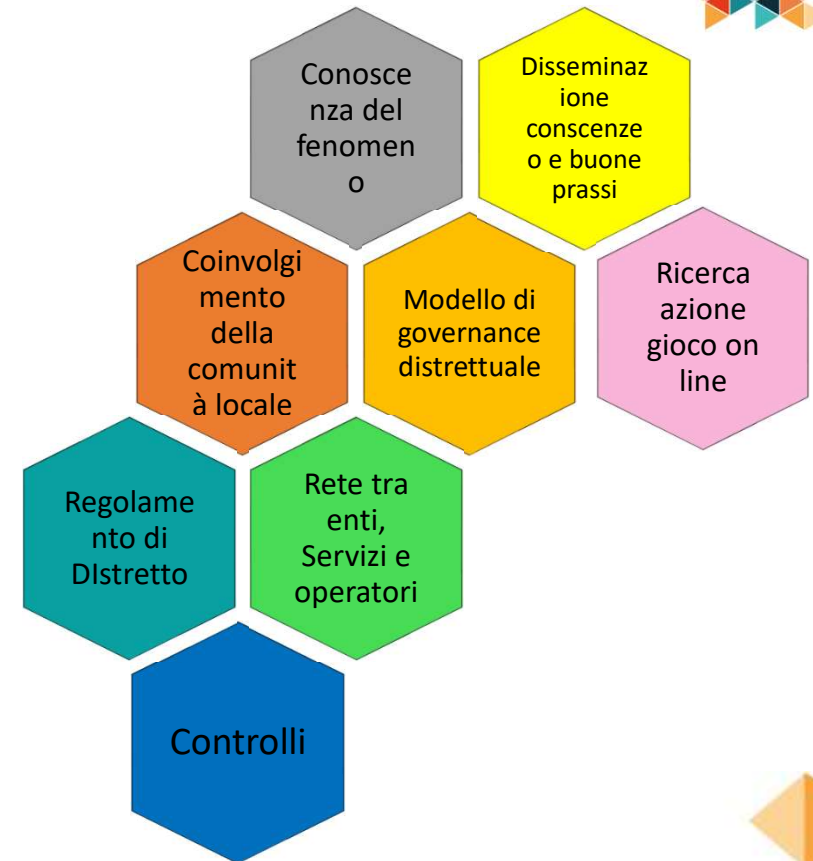 Conosce
nza del
fenomen
o
Disseminaz
ione
conscenze
o e buone
prassi
Coinvolgi
mento
della
comunit
à locale
Modello di
governance
distrettuale
Ricerca
azione
gioco on
line
Regolame
nto di
DIstretto
Rete tra
enti,
Servizi e
operatori
Controlli